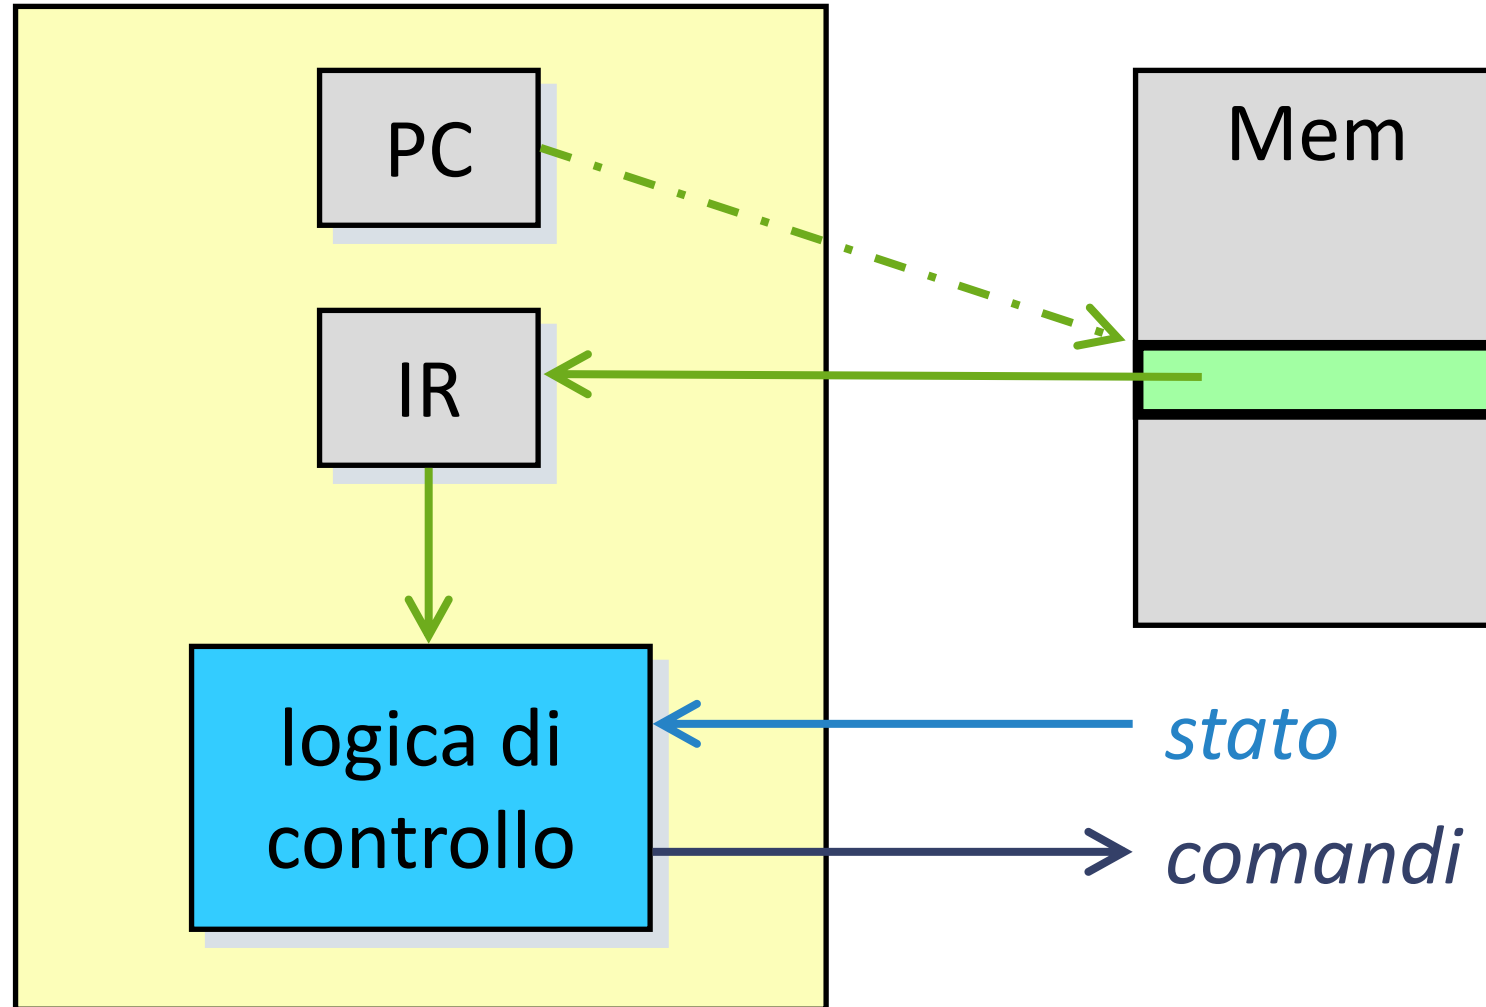 PC
Mem
IR
logica di
controllo
stato
comandi